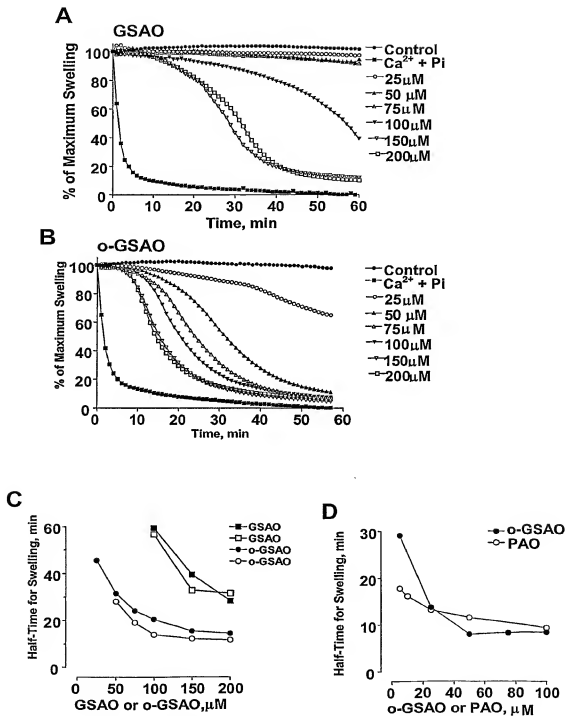 A
GSAO
% of Maximum Swelling
100
80
60
40
20
0
0 10 20 30 40 50 60
Time, min
Control
Ca2+ + Pi
25µM
50 µM
75µM
100µM
150µM
200µM
B
o-GSAO
% of Maximum Swelling
100
80
60
40
20
0
0 10 20 30 40 50 60
Time, min
Control
Ca2+ + Pi
25µM
50 µM
75µM
100µM
150µM
200µM
C
Half-Time for Swelling, min
60
40
20
0
0 50 100 150 200
GSAO or o-GSAO,µM
GSAO
GSAO
o-GSAO
o-GSAO
D
Half-Time for Swelling, min
30
20
10
0
0 20 40 60 80 100
o-GSAO or PAO, µM
o-GSAO
PAO